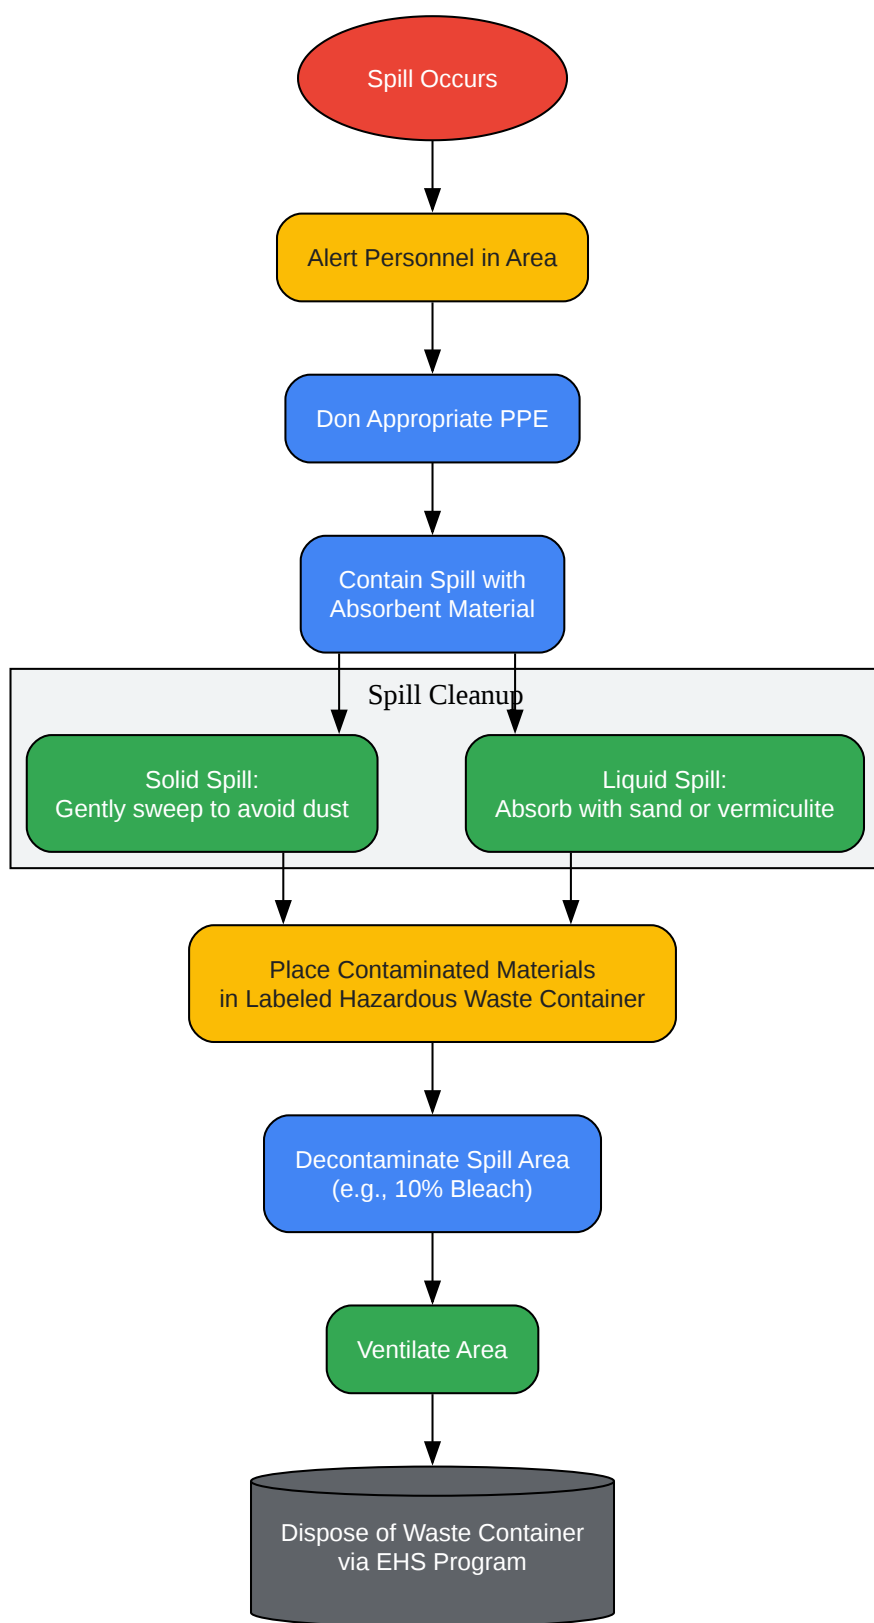 Spill Occurs
Alert Personnel in Area
Don Appropriate PPE
Contain Spill with
Absorbent Material
Spill Cleanup
Solid Spill:
Gently sweep to avoid dust
Liquid Spill:
Absorb with sand or vermiculite
Place Contaminated Materials
in Labeled Hazardous Waste Container
Decontaminate Spill Area
(e.g., 10% Bleach)
Ventilate Area
Dispose of Waste Container
via EHS Program